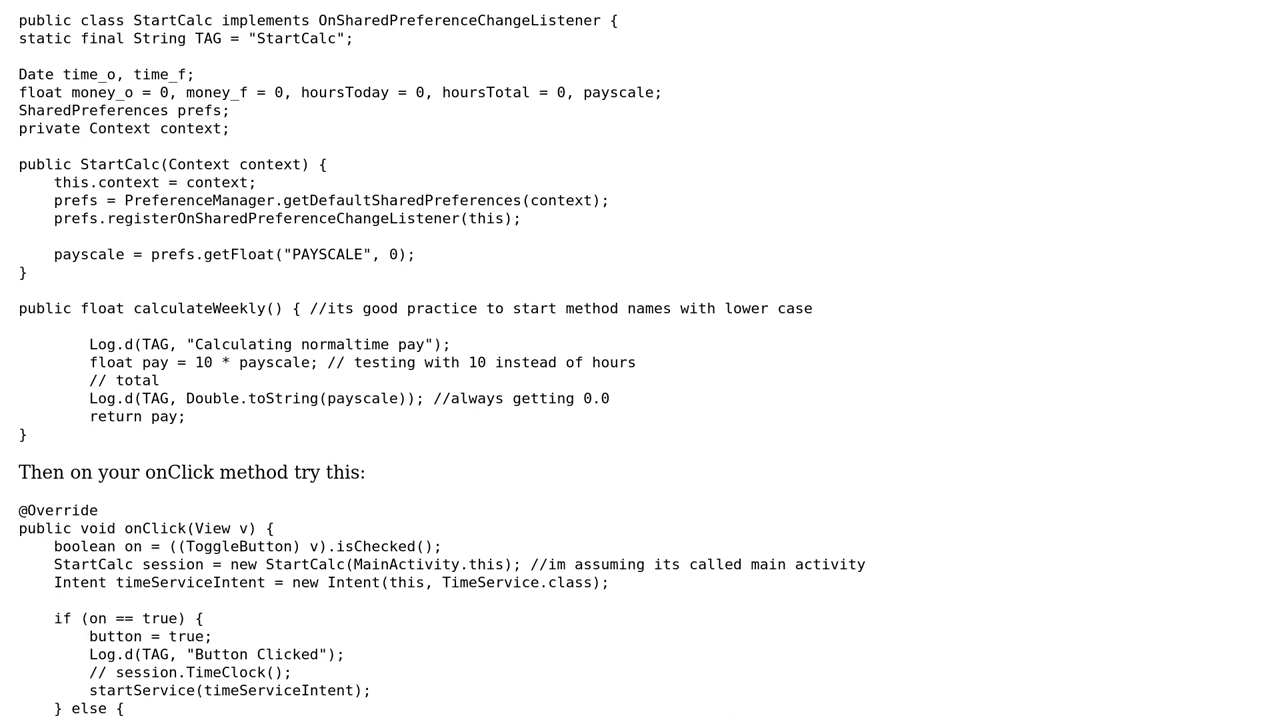 public class StartCalc implements OnSharedPreferenceChangeListener {
static final String TAG = "StartCalc";

Date time_o, time_f;
float money_o = 0, money_f = 0, hoursToday = 0, hoursTotal = 0, payscale;
SharedPreferences prefs;
private Context context;

public StartCalc(Context context) {
    this.context = context;
    prefs = PreferenceManager.getDefaultSharedPreferences(context);
    prefs.registerOnSharedPreferenceChangeListener(this);

    payscale = prefs.getFloat("PAYSCALE", 0);
}

public float calculateWeekly() { //its good practice to start method names with lower case

        Log.d(TAG, "Calculating normaltime pay");
        float pay = 10 * payscale; // testing with 10 instead of hours
        // total
        Log.d(TAG, Double.toString(payscale)); //always getting 0.0
        return pay;
}

Then on your onClick method try this:

@Override
public void onClick(View v) {
    boolean on = ((ToggleButton) v).isChecked();
    StartCalc session = new StartCalc(MainActivity.this); //im assuming its called main activity
    Intent timeServiceIntent = new Intent(this, TimeService.class);

    if (on == true) {
        button = true;
        Log.d(TAG, "Button Clicked");
        // session.TimeClock();
        startService(timeServiceIntent);
    } else {